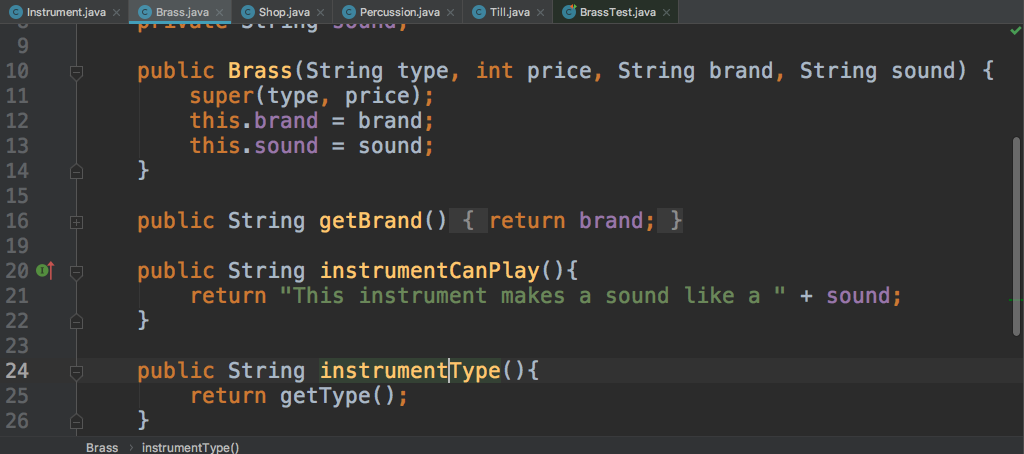 Instrument.java Brass.java Shop.java Percussion.java Till.java BrassTest.java
8 private String sound;
9
10 public Brass(String type, int price, String brand, String sound) {
11 super(type, price);
12 this.brand = brand;
13 this.sound = sound;
14 }
15
16 public String getBrand() { return brand; }
19
20 public String instrumentCanPlay(){
21 return "This instrument makes a sound like a " + sound;
22 }
23
24 public String instrumentType(){
25 return getType();
26 }
Brass > instrumentType()